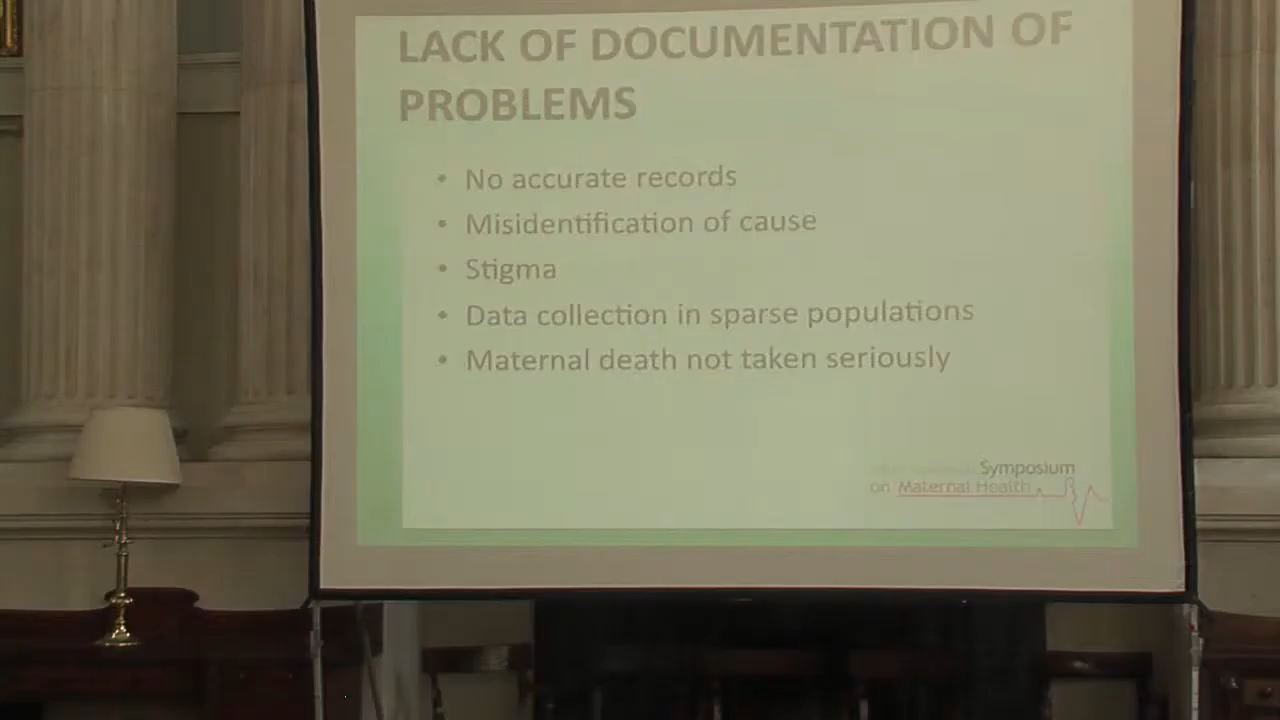 LACK OF DOCUMENTATION OF
PROBLEMS
• No accurate records
• Misidentification of cause
• Stigma
• Data collection in sparse populations
• Maternal death not taken seriously
Symposium
on Maternal Health